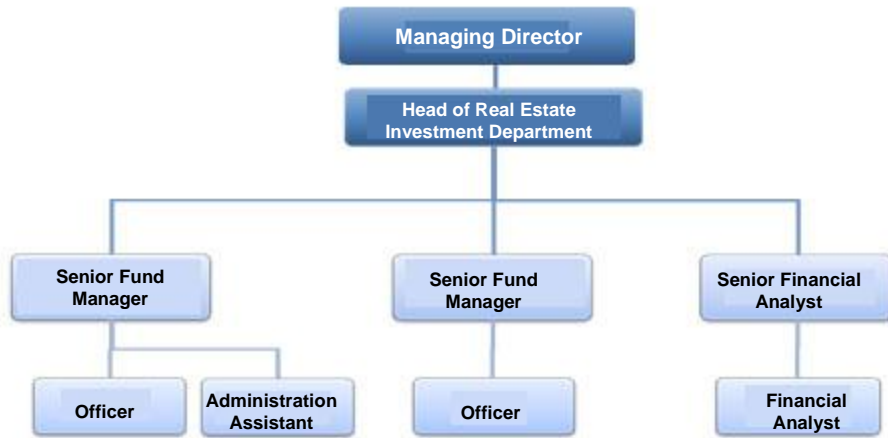 Managing Director
Head of Real Estate
Investment Department
Senior Fund
Manager
Senior Fund
Manager
Senior Financial
Analyst
Officer
Administration
Assistant
Officer
Financial
Analyst